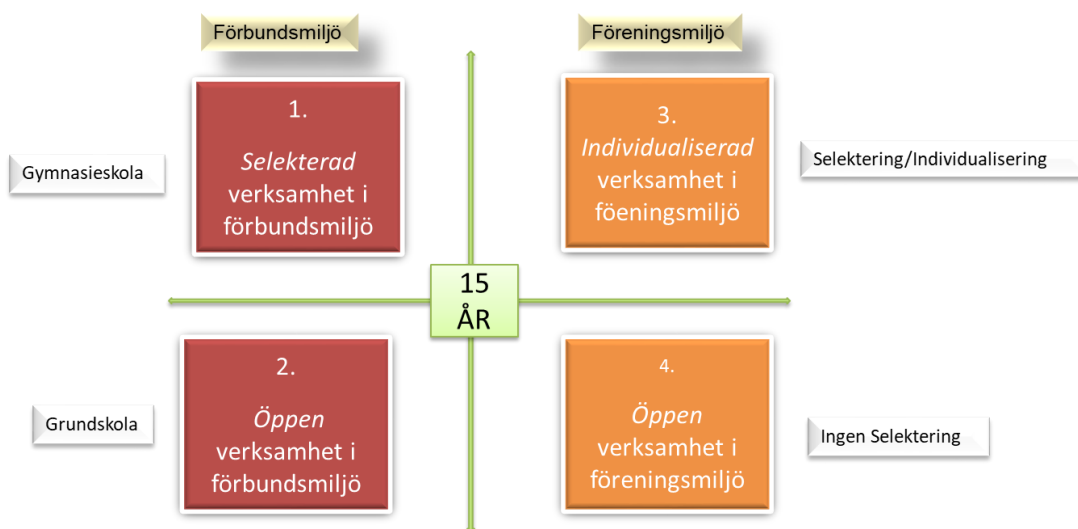 Förbundsmiljö
Föreningsmiljö
Gymnasieskola
1.
Selekterad
verksamhet i
förbundsmiljö
3.
Individualiserad
verksamhet i
föeningsmiljö
Selektering/Individualisering
15
ÅR
Grundskola
2.
Öppen
verksamhet i
förbundsmiljö
4.
Öppen
verksamhet i
föreningsmiljö
Ingen Selektering